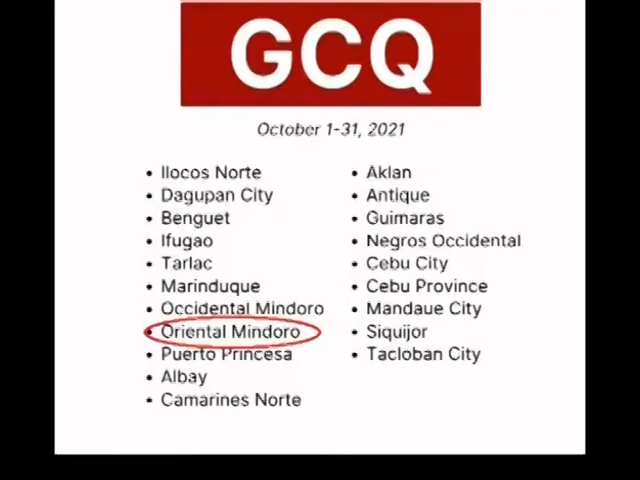 GCQ
October 1-31, 2021
• Ilocos Norte
• Dagupan City
• Benguet
• Ifugao
• Tarlac
• Marinduque
• Occidental Mindoro
• Oriental Mindoro
• Puerto Princesa
• Albay
• Camarines Norte
• Aklan
• Antique
• Guimaras
• Negros Occidental
• Cebu City
• Cebu Province
• Mandaue City
• Siquijor
• Tacloban City